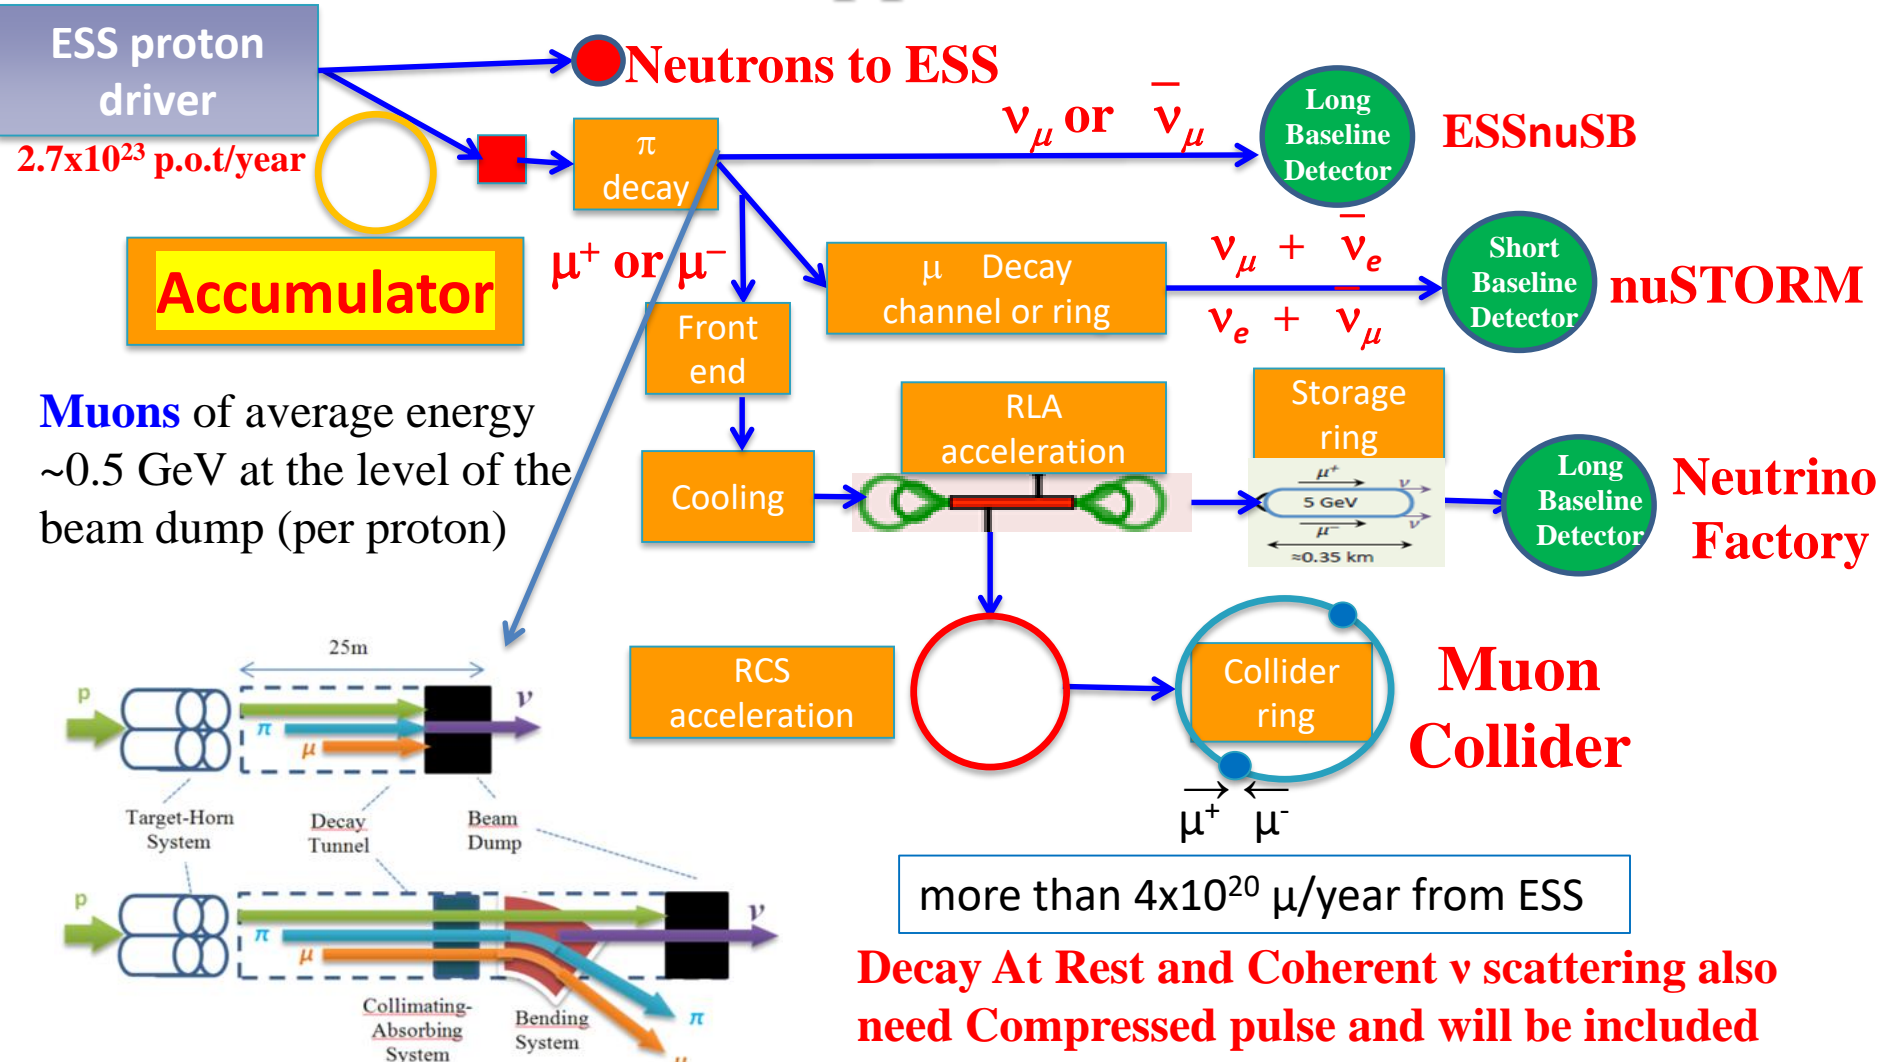 ESS proton
driver
Neutrons to ESS
2.7x10²³ p.o.t/year
π
decay
νμ or ν̄μ
Long
Baseline
Detector
ESSnuSB
Accumulator
μ⁺ or μ⁻
μ Decay
channel or ring
νμ + ν̄e
νe + ν̄μ
Short
Baseline
Detector
nuSTORM
Front
end
Muons of average energy
~0.5 GeV at the level of the
beam dump (per proton)
Cooling
RLA
acceleration
Storage
ring
μ⁺
ν
5 GeV
ν
μ⁻
≈0.35 km
Long
Baseline
Detector
Neutrino
Factory
RCS
acceleration
Collider
ring
Muon
Collider
μ⁺ μ⁻
25m
p
π
μ
ν
Target-Horn
System
Decay
Tunnel
Beam
Dump
p
π
μ
ν
Collimating-
Absorbing
System
Bending
System
π
more than 4x10²⁰ μ/year from ESS
Decay At Rest and Coherent ν scattering also
need Compressed pulse and will be included